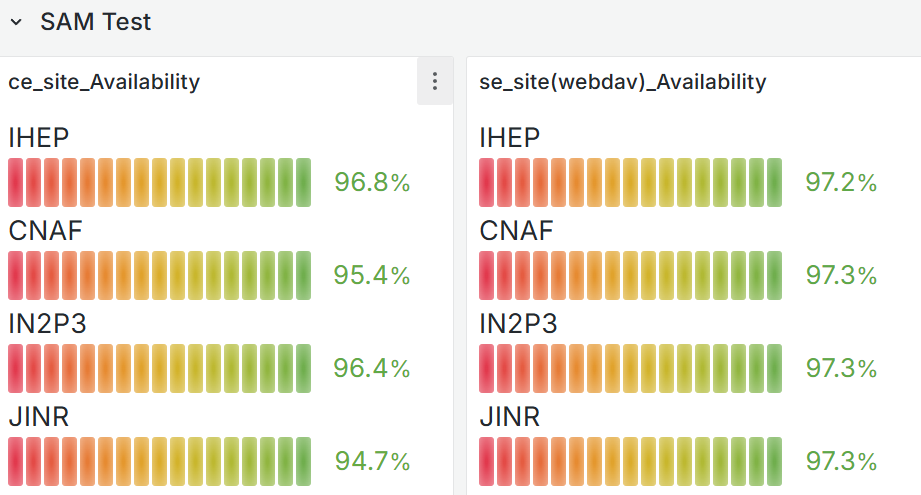 SAM Test
ce_site_Availability
IHEP
96.8%
CNAF
95.4%
IN2P3
96.4%
JINR
94.7%
se_site(webdav)_Availability
IHEP
97.2%
CNAF
97.3%
IN2P3
97.3%
JINR
97.3%